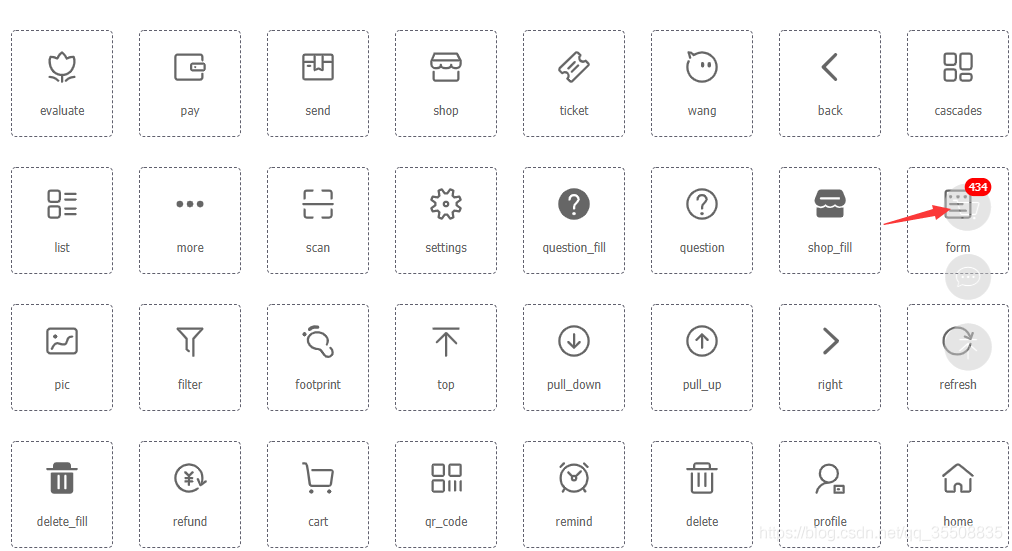 evaluate pay send shop ticket wang back cascades
434
list more scan settings question_fill question shop_fill form
pic filter footprint top pull_down pull_up right refresh
delete_fill refund cart qr_code remind delete profile home
https://blog.csdn.net/qq_35508835